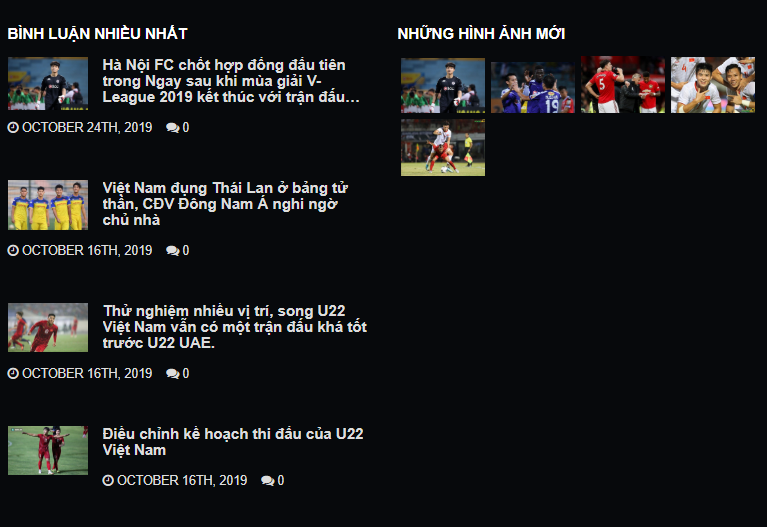 BÌNH LUẬN NHIỀU NHẤT
Hà Nội FC chốt hợp đồng đầu tiên
trong Ngay sau khi mùa giải V-
League 2019 kết thúc với trận đấu…
OCTOBER 24TH, 2019 0
Việt Nam đụng Thái Lan ở bảng tử
thần, CĐV Đông Nam Á nghi ngờ
chủ nhà
OCTOBER 16TH, 2019 0
Thử nghiệm nhiều vị trí, song U22
Việt Nam vẫn có một trận đấu khá tốt
trước U22 UAE.
OCTOBER 16TH, 2019 0
Điều chỉnh kế hoạch thi đấu của U22
Việt Nam
OCTOBER 16TH, 2019 0
NHỮNG HÌNH ẢNH MỚI
19
5